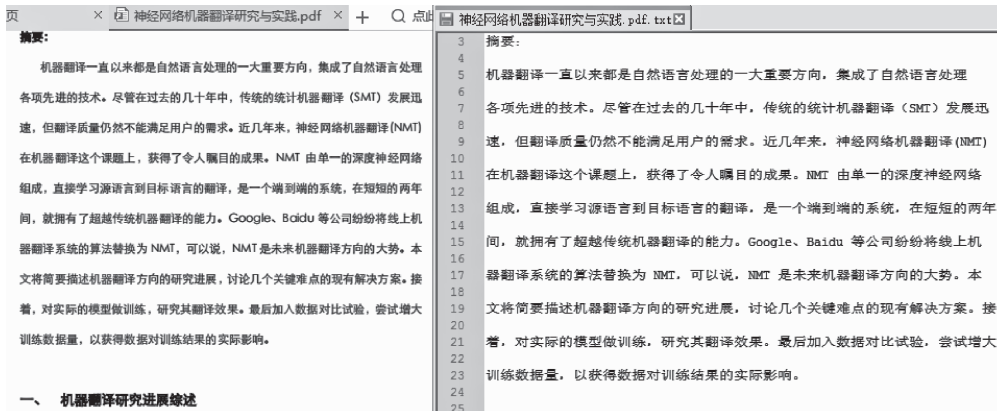 页 × 神经网络机器翻译研究与实践.pdf × + 点此
摘要:
机器翻译一直以来都是自然语言处理的一大重要方向，集成了自然语言处理
各项先进的技术。尽管在过去的几十年中，传统的统计机器翻译 (SMT) 发展迅
速，但翻译质量仍然不能满足用户的需求。近几年来，神经网络机器翻译(NMT)
在机器翻译这个课题上，获得了令人瞩目的成果。NMT 由单一的深度神经网络
组成，直接学习源语言到目标语言的翻译，是一个端到端的系统，在短短的两年
间，就拥有了超越传统机器翻译的能力。Google、Baidu 等公司纷纷将线上机
器翻译系统的算法替换为 NMT，可以说，NMT 是未来机器翻译方向的大势。本
文将简要描述机器翻译方向的研究进展，讨论几个关键难点的现有解决方案。接
着，对实际的模型做训练，研究其翻译效果。最后加入数据对比试验，尝试增大
训练数据量，以获得数据对训练结果的实际影响。
一、 机器翻译研究进展综述
神经网络机器翻译研究与实践.pdf.txt
3 摘要:
4
5 机器翻译一直以来都是自然语言处理的一大重要方向，集成了自然语言处理
6
7 各项先进的技术。尽管在过去的几十年中，传统的统计机器翻译（SMT）发展迅
8
9 速，但翻译质量仍然不能满足用户的需求。近几年来，神经网络机器翻译(NMT)
10
11 在机器翻译这个课题上，获得了令人瞩目的成果。NMT 由单一的深度神经网络
12
13 组成，直接学习源语言到目标语言的翻译，是一个端到端的系统，在短短的两年
14
15 间，就拥有了超越传统机器翻译的能力。Google、Baidu 等公司纷纷将线上机
16
17 器翻译系统的算法替换为 NMT，可以说，NMT 是未来机器翻译方向的大势。本
18
19 文将简要描述机器翻译方向的研究进展，讨论几个关键难点的现有解决方案。接
20
21 着，对实际的模型做训练，研究其翻译效果。最后加入数据对比试验，尝试增大
22
23 训练数据量，以获得数据对训练结果的实际影响。
24
25